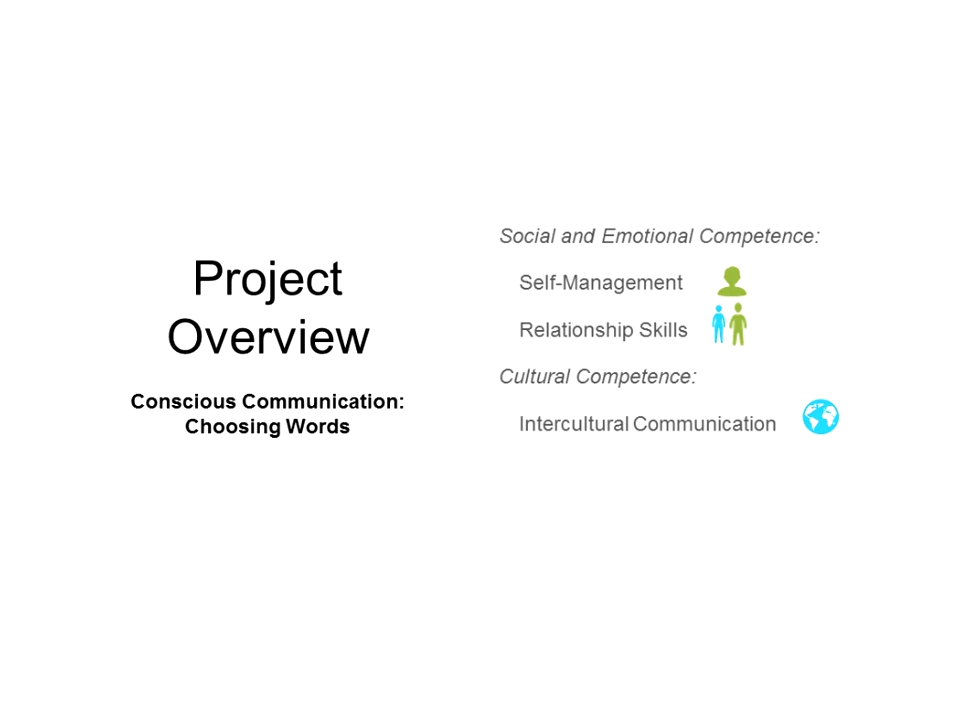 Project
Overview
Conscious Communication:
Choosing Words
Social and Emotional Competence:
Self-Management
Relationship Skills
Cultural Competence:
Intercultural Communication